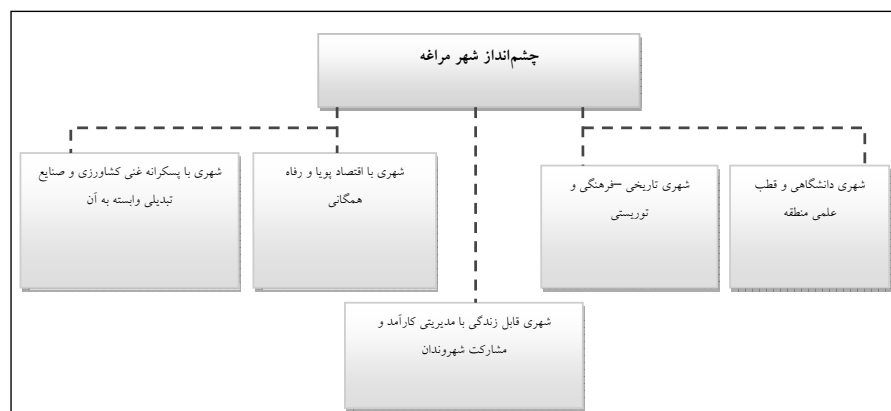 چشم‌انداز شهر مراغه
شهری دانشگاهی و قطب
علمی منطقه
شهری تاریخی –فرهنگی و
توریستی
شهری با اقتصاد پویا و رفاه
همگانی
شهری با پسکرانه غنی کشاورزی و صنایع
تبدیلی وابسته به آن
شهری قابل زندگی با مدیریتی کارآمد و
مشارکت شهروندان